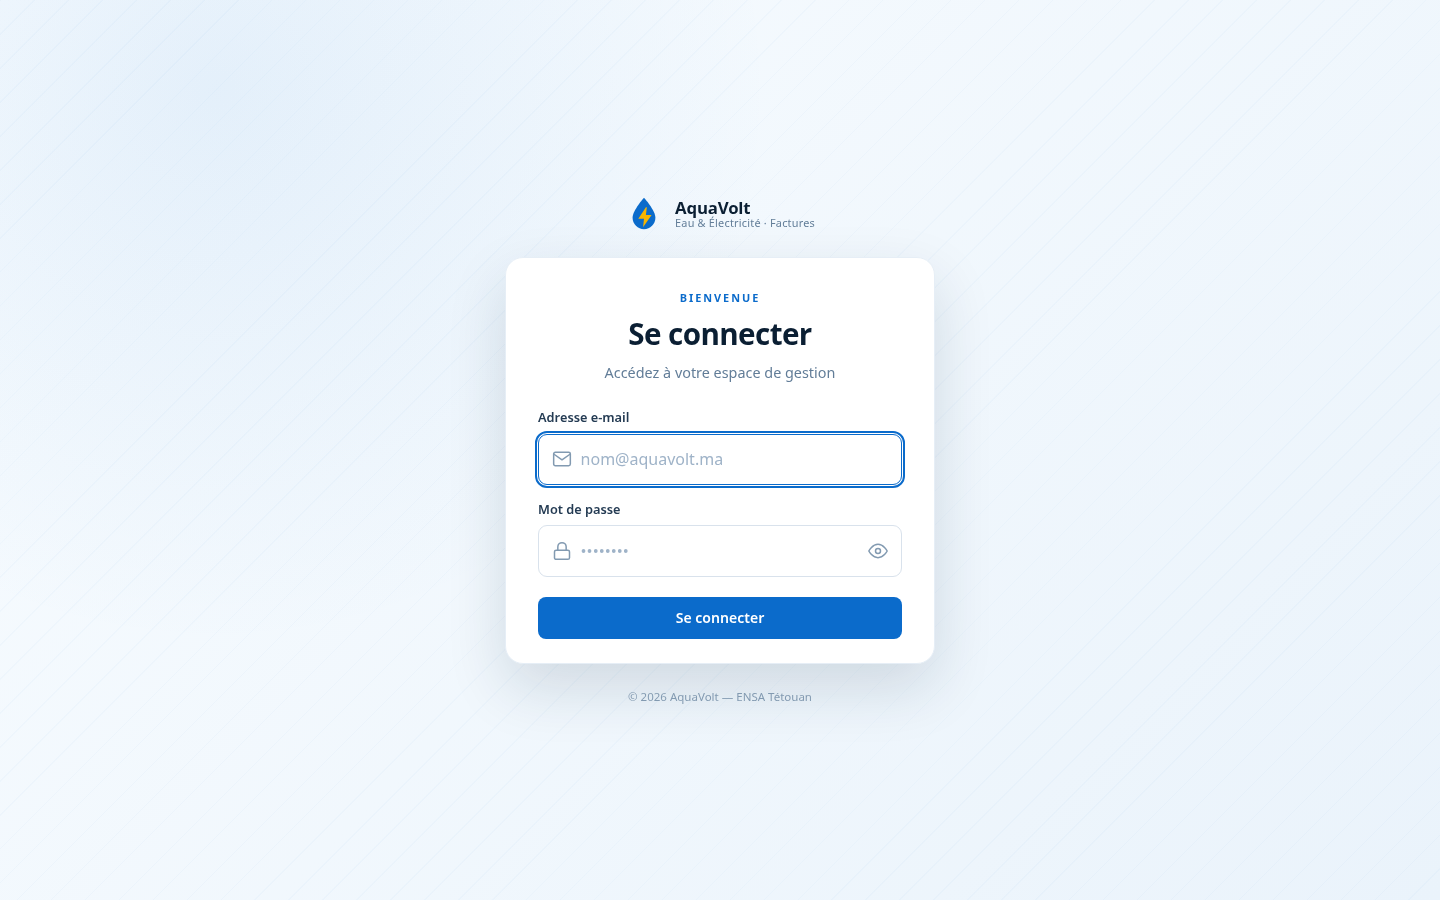 AquaVolt
Eau & Électricité · Factures
BIENVENUE
Se connecter
Accédez à votre espace de gestion
Adresse e-mail
nom@aquavolt.ma
Mot de passe
••••••••
Se connecter
© 2026 AquaVolt — ENSA Tétouan